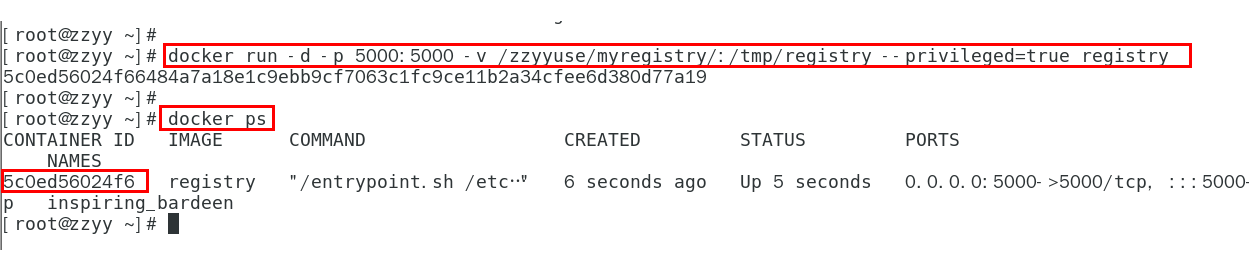 [root@zzyy ~]#
[root@zzyy ~]# docker run -d -p 5000:5000 -v /zzyyuse/myregistry/:/tmp/registry --privileged=true registry
5c0ed56024f66484a7a18e1c9ebb9cf7063c1fc9ce11b2a34cfee6d380d77a19
[root@zzyy ~]#
[root@zzyy ~]# docker ps
CONTAINER ID   IMAGE      COMMAND                  CREATED         STATUS         PORTS
    NAMES
5c0ed56024f6   registry   "/entrypoint.sh /etc…"   6 seconds ago   Up 5 seconds   0.0.0.0:5000->5000/tcp, :::5000-
p   inspiring_bardeen
[root@zzyy ~]#